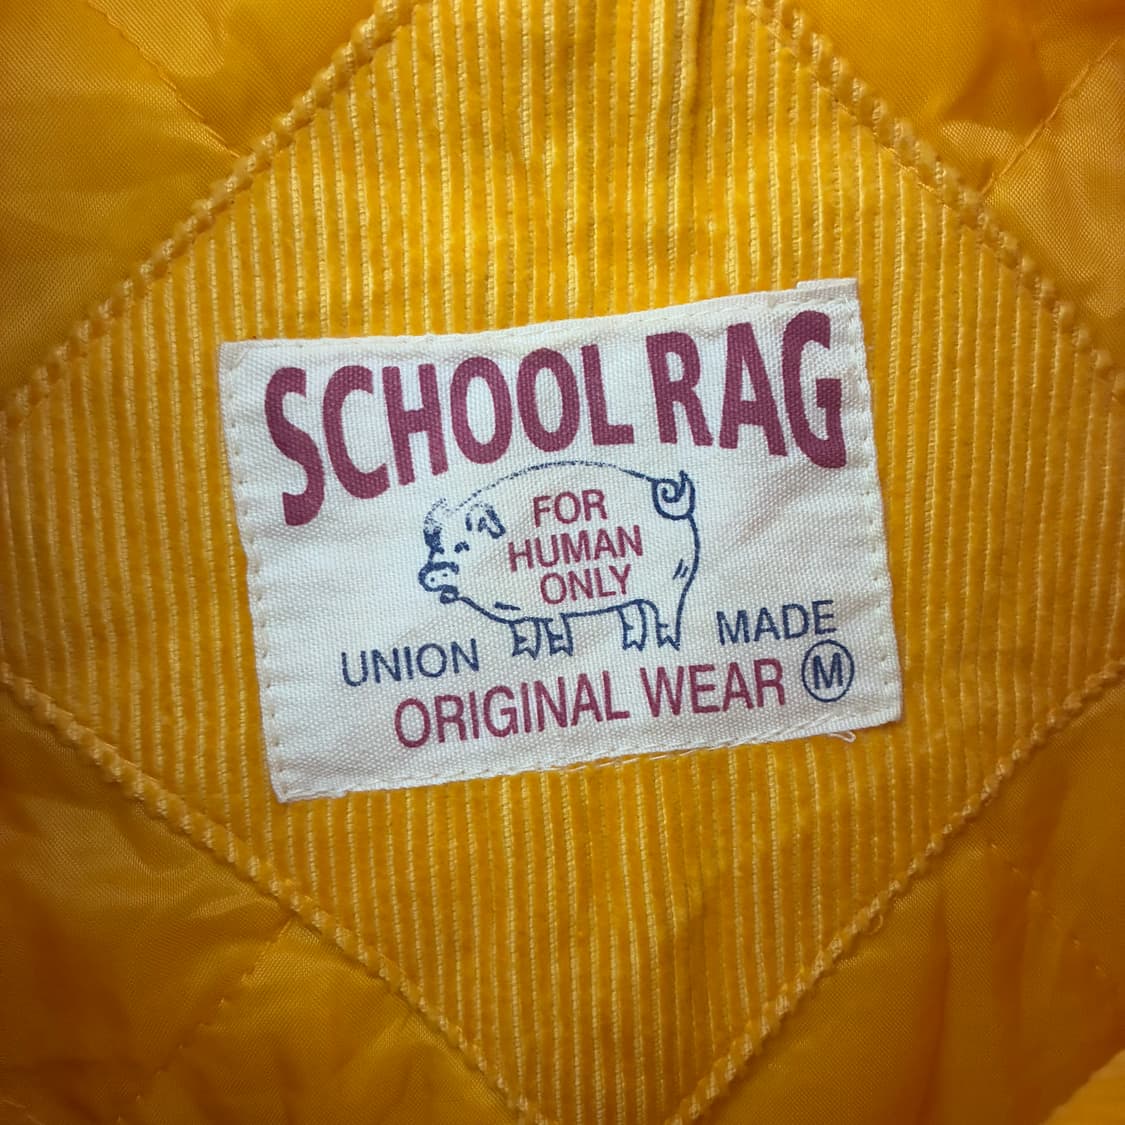 SCHOOL RAG
FOR
HUMAN
ONLY
UNION MADE
ORIGINAL WEAR M